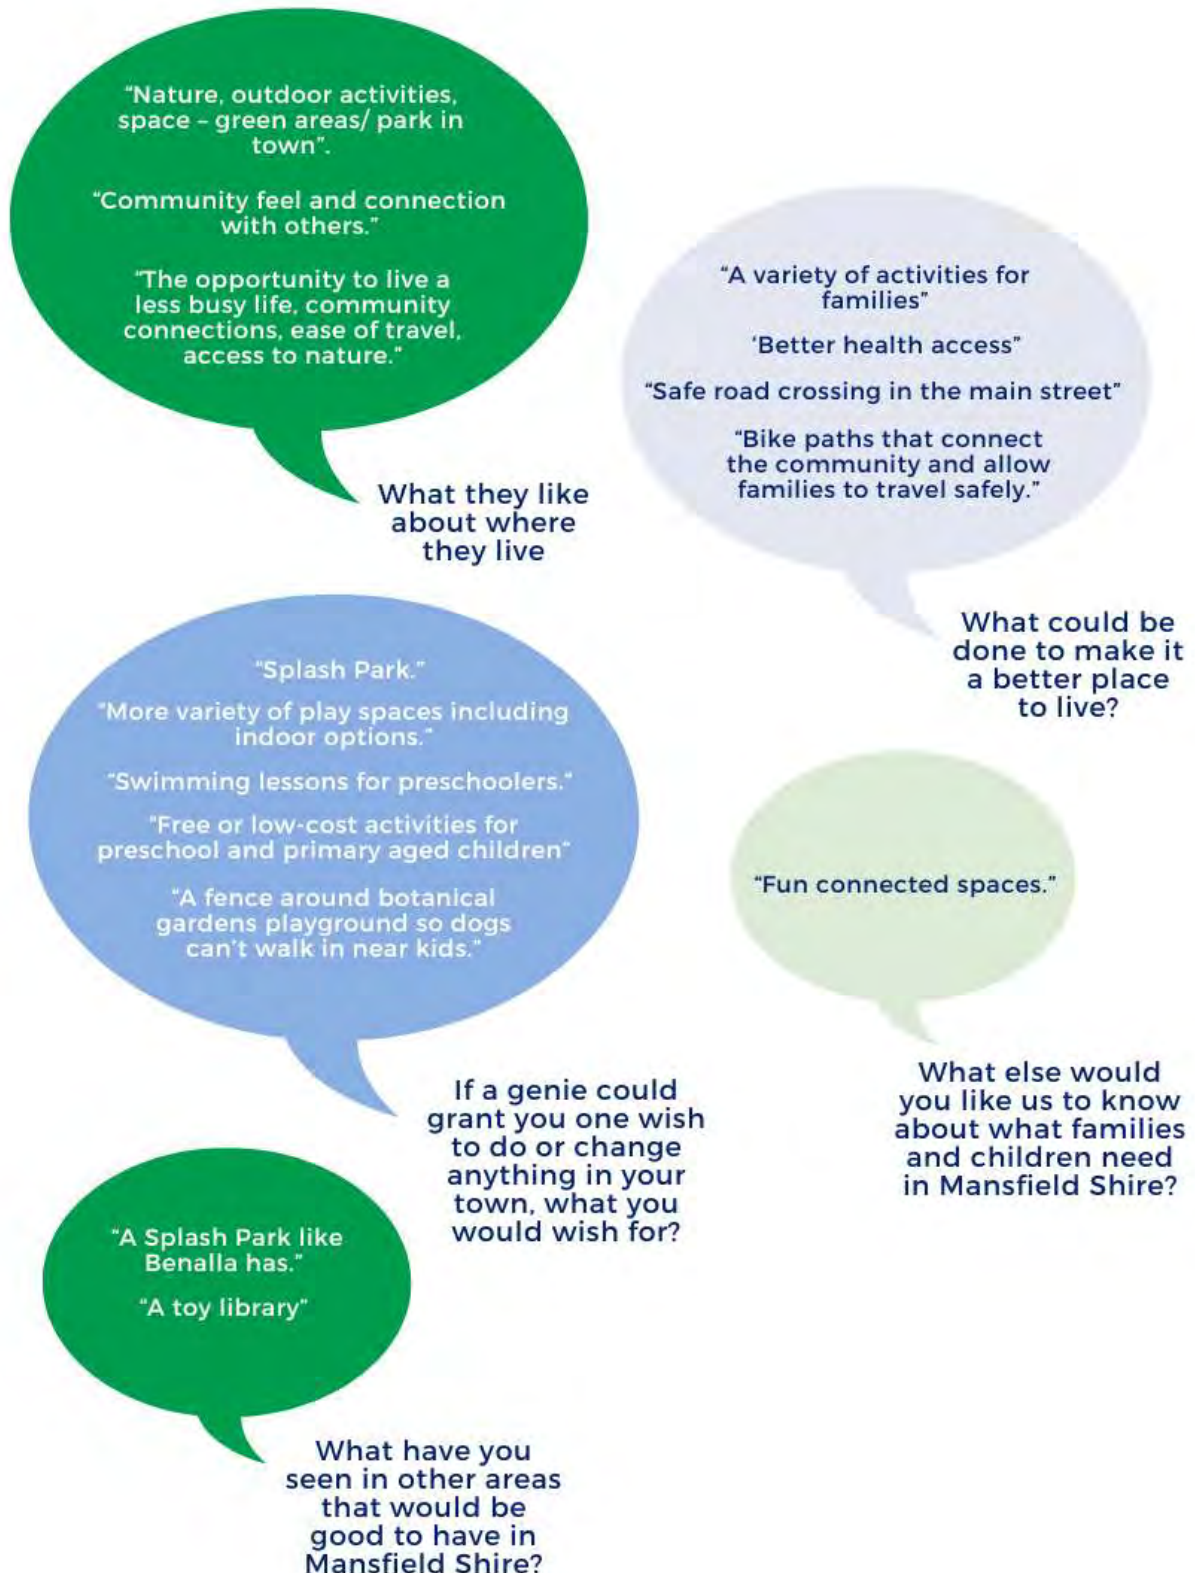 “Nature, outdoor activities,
space – green areas/ park in
town”.
“Community feel and connection
with others.”
“The opportunity to live a
less busy life, community
connections, ease of travel,
access to nature.”
What they like
about where
they live
“A variety of activities for
families”
‘Better health access”
“Safe road crossing in the main street”
“Bike paths that connect
the community and allow
families to travel safely.”
What could be
done to make it
a better place
to live?
“Splash Park.”
“More variety of play spaces including
indoor options.”
“Swimming lessons for preschoolers.”
“Free or low-cost activities for
preschool and primary aged children”
“A fence around botanical
gardens playground so dogs
can’t walk in near kids.”
If a genie could
grant you one wish
to do or change
anything in your
town, what you
would wish for?
“Fun connected spaces.”
What else would
you like us to know
about what families
and children need
in Mansfield Shire?
“A Splash Park like
Benalla has.”
“A toy library”
What have you
seen in other areas
that would be
good to have in
Mansfield Shire?